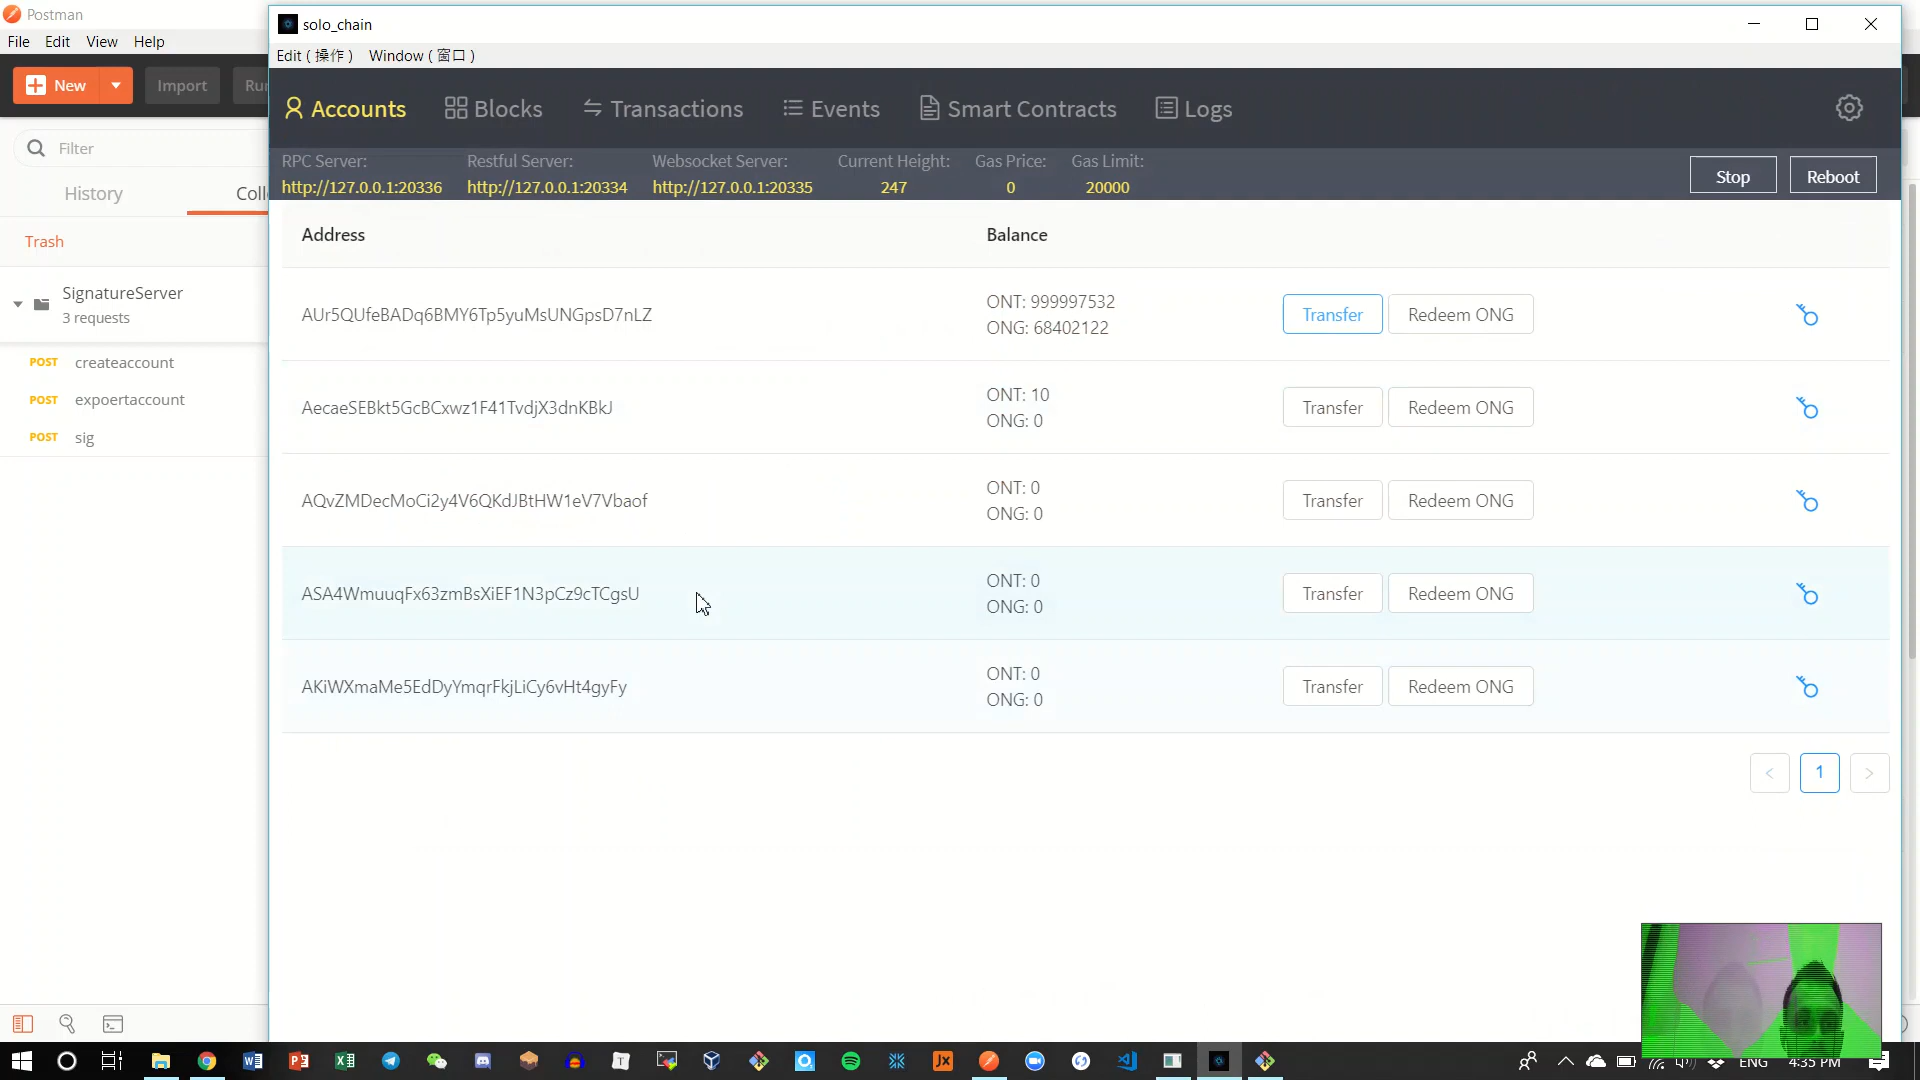 Postman
File Edit View Help
New Import Ru
Filter
History Coll
Trash
SignatureServer
3 requests
POST createaccount
POST expoertaccount
POST sig
solo_chain
Edit ( 操作 ) Window ( 窗口 )
Accounts Blocks Transactions Events Smart Contracts Logs
RPC Server: Restful Server: Websocket Server: Current Height: Gas Price: Gas Limit:
http://127.0.0.1:20336 http://127.0.0.1:20334 http://127.0.0.1:20335 247 0 20000
Stop Reboot
Address Balance
AUr5QUfeBADq6BMY6Tp5yuMsUNGpsD7nLZ
ONT: 999997532
ONG: 68402122
Transfer Redeem ONG
AecaeSEBkt5GcBCxwz1F41TvdjX3dnKBkJ
ONT: 10
ONG: 0
Transfer Redeem ONG
AQvZMDecMoCi2y4V6QKdJBtHW1eV7Vbaof
ONT: 0
ONG: 0
Transfer Redeem ONG
ASA4WmuuqFx63zmBsXiEF1N3pCz9cTCgsU
ONT: 0
ONG: 0
Transfer Redeem ONG
AKiWXmaMe5EdDyYmqrFkjLiCy6vHt4gyFy
ONT: 0
ONG: 0
Transfer Redeem ONG
< 1 >
ENG 4:35 PM